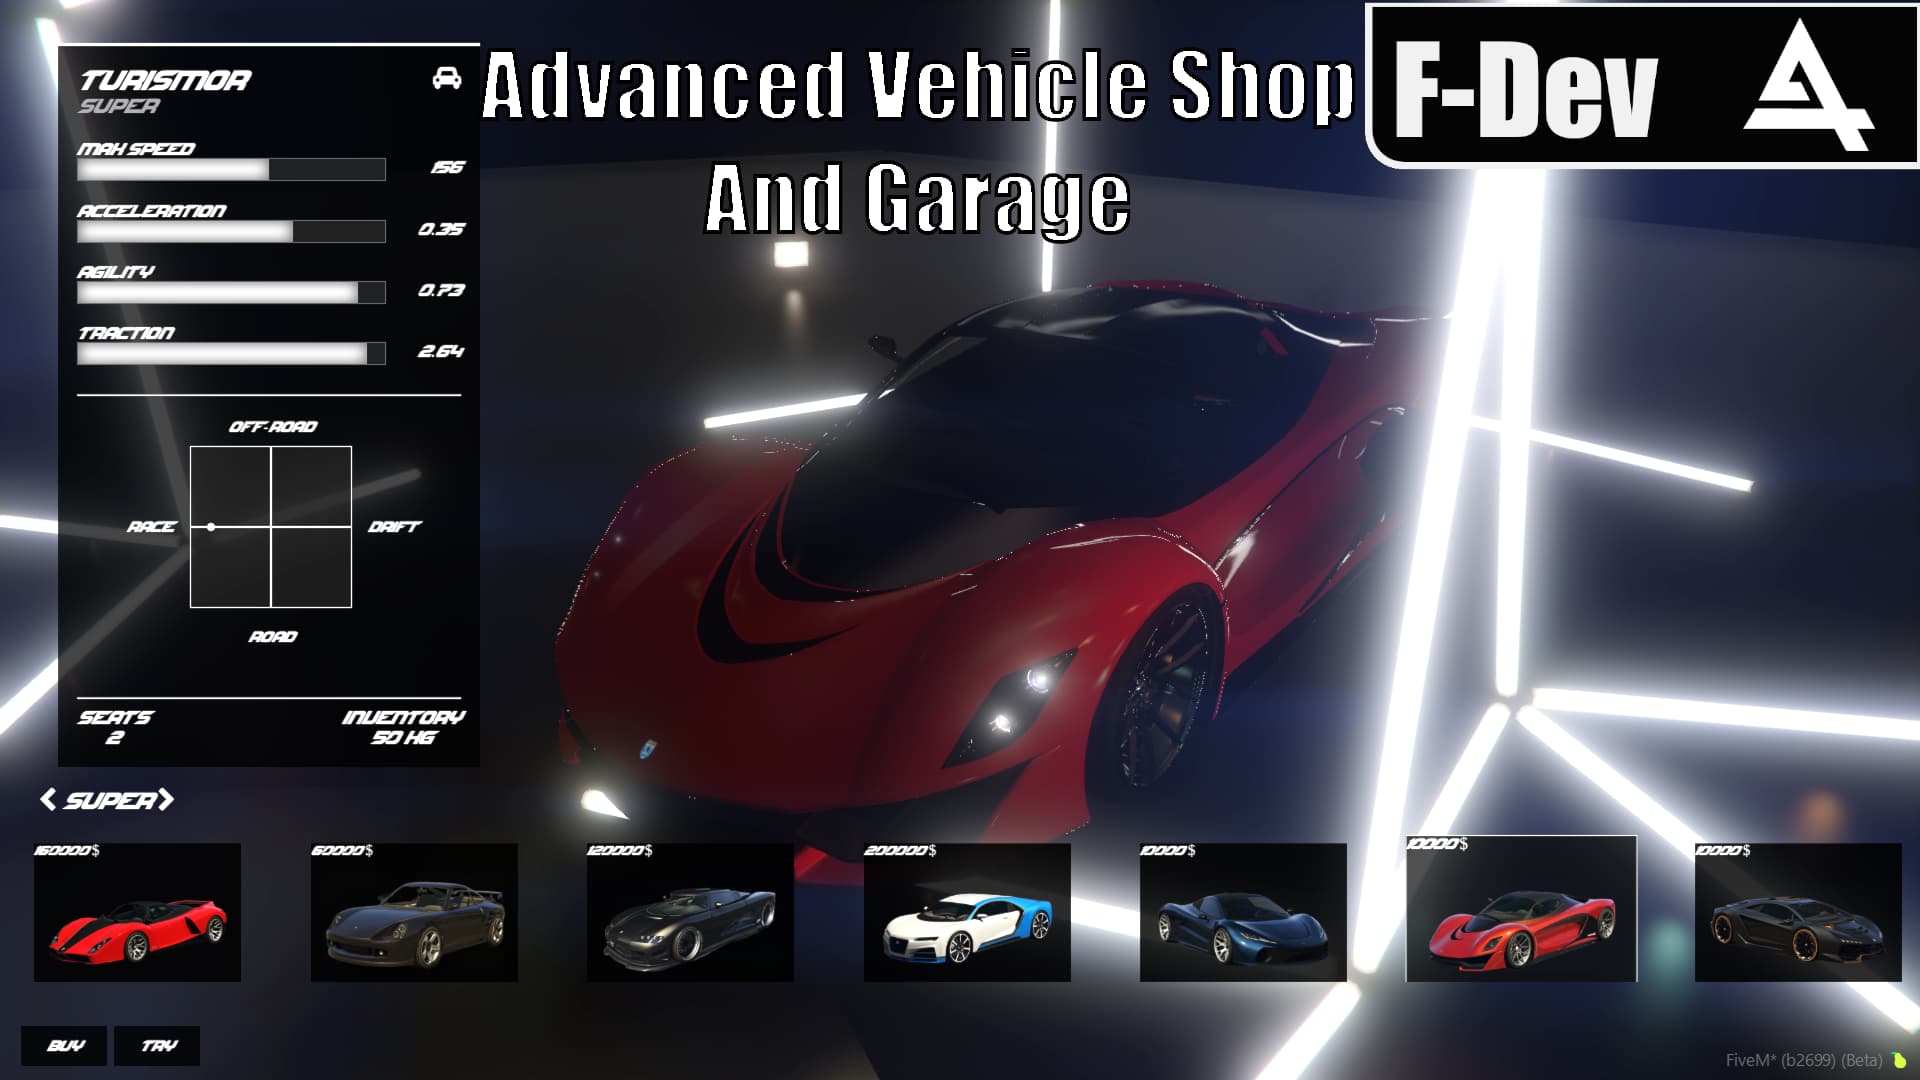 Advanced Vehicle Shop
And Garage
F-Dev
TURISMOR
SUPER
MAX SPEED
156
ACCELERATION
0.35
AGILITY
0.73
TRACTION
2.64
OFF-ROAD
RACE
DRIFT
ROAD
SEATS
2
INVENTORY
50 KG
SUPER
160000$
60000$
120000$
200000$
10000$
10000$
10000$
BUY
TRY
FiveM* (b2699) (Beta)